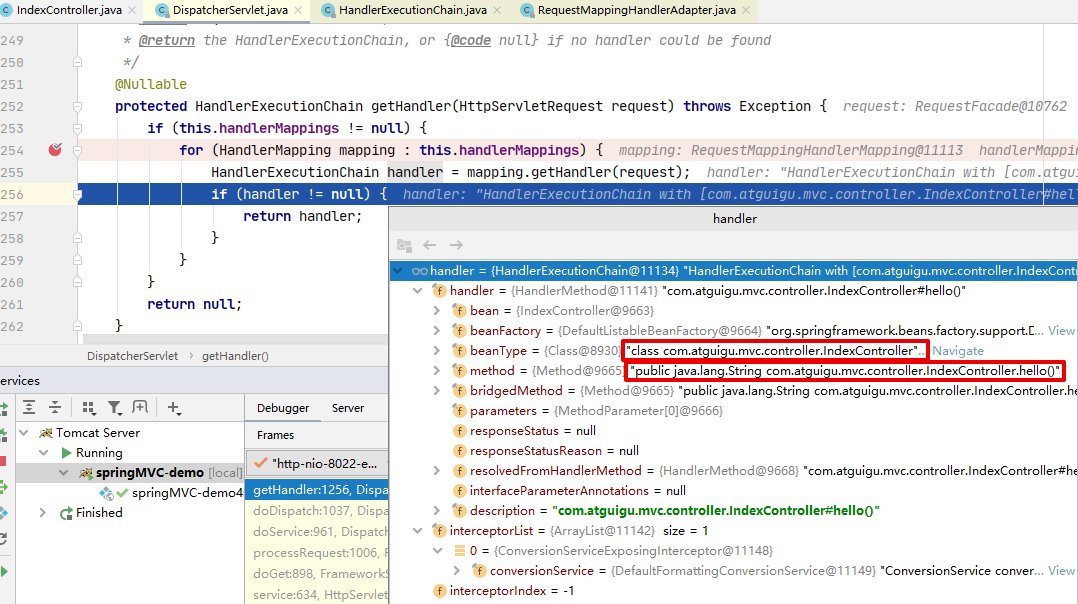 IndexController.java × DispatcherServlet.java × HandlerExecutionChain.java × RequestMappingHandlerAdapter.java ×
249 * @return the HandlerExecutionChain, or {@code null} if no handler could be found
250 */
251 @Nullable
252 protected HandlerExecutionChain getHandler(HttpServletRequest request) throws Exception { request: RequestFacade@10762
253 if (this.handlerMappings != null) {
254 for (HandlerMapping mapping : this.handlerMappings) { mapping: RequestMappingHandlerMapping@11113 handlerMappin
255 HandlerExecutionChain handler = mapping.getHandler(request); handler: "HandlerExecutionChain with [com.atgui
256 if (handler != null) { handler: "HandlerExecutionChain with [com.atguigu.mvc.controller.IndexController#hel
257 return handler;
258 }
259 }
260 }
261 return null;
262 }
DispatcherServlet › getHandler()
handler
handler = {HandlerExecutionChain@11134} "HandlerExecutionChain with [com.atguigu.mvc.controller.IndexCont
handler = {HandlerMethod@11141} "com.atguigu.mvc.controller.IndexController#hello()"
bean = {IndexController@9663}
beanFactory = {DefaultListableBeanFactory@9664} "org.springframework.beans.factory.support.D... View
beanType = {Class@8930} "class com.atguigu.mvc.controller.IndexController"... Navigate
method = {Method@9665} "public java.lang.String com.atguigu.mvc.controller.IndexController.hello()"
bridgedMethod = {Method@9665} "public java.lang.String com.atguigu.mvc.controller.IndexController.he
parameters = {MethodParameter[0]@9666}
responseStatus = null
responseStatusReason = null
resolvedFromHandlerMethod = {HandlerMethod@9668} "com.atguigu.mvc.controller.IndexController#he
interfaceParameterAnnotations = null
description = "com.atguigu.mvc.controller.IndexController#hello()"
interceptorList = {ArrayList@11142} size = 1
0 = {ConversionServiceExposingInterceptor@11148}
conversionService = {DefaultFormattingConversionService@11149} "ConversionService conver... View
interceptorIndex = -1
ervices
Tomcat Server
Running
springMVC-demo [local]
springMVC-demo4
Finished
Debugger Server
Frames
"http-nio-8022-e...
getHandler:1256, Dispa
doDispatch:1037, Dispa
doService:961, Dispatch
processRequest:1006, F
doGet:898, FrameworkS
service:634, HttpServlet